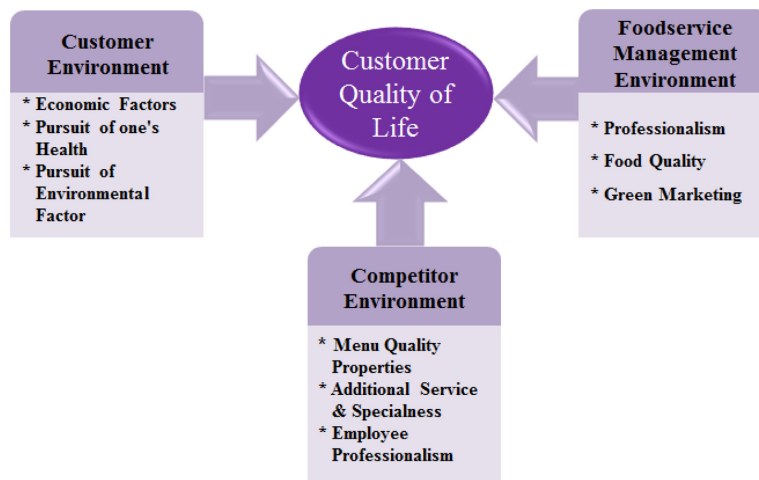 Customer
Environment
* Economic Factors
* Pursuit of one's
Health
* Pursuit of
Environmental
Factor
Customer
Quality of
Life
Foodservice
Management
Environment
* Professionalism
* Food Quality
* Green Marketing
Competitor
Environment
* Menu Quality
Properties
* Additional Service
& Specialness
* Employee
Professionalism